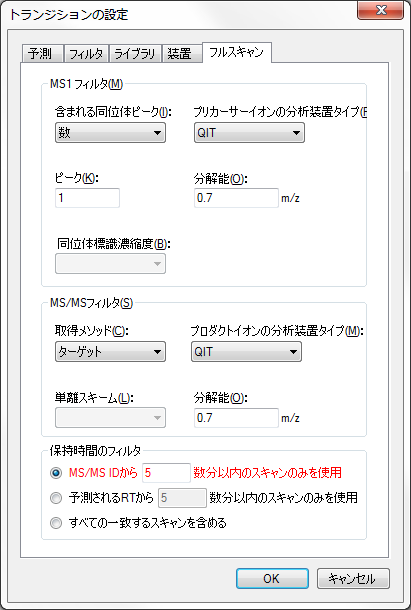 トランジションの設定
予測 フィルタ ライブラリ 装置 フルスキャン
MS1フィルタ(M)
含まれる同位体ピーク(I): プリカーサーイオンの分析装置タイプ(
数 QIT
ピーク(K): 分解能(O):
1 0.7 m/z
同位体標識濃縮度(B):
MS/MSフィルタ(S)
取得メソッド(C): プロダクトイオンの分析装置タイプ(M):
ターゲット QIT
単離スキーム(L): 分解能(O):
0.7 m/z
保持時間のフィルタ
MS/MS IDから 5 数分以内のスキャンのみを使用
予測されるRTから 5 数分以内のスキャンのみを使用
すべての一致するスキャンを含める
OK キャンセル